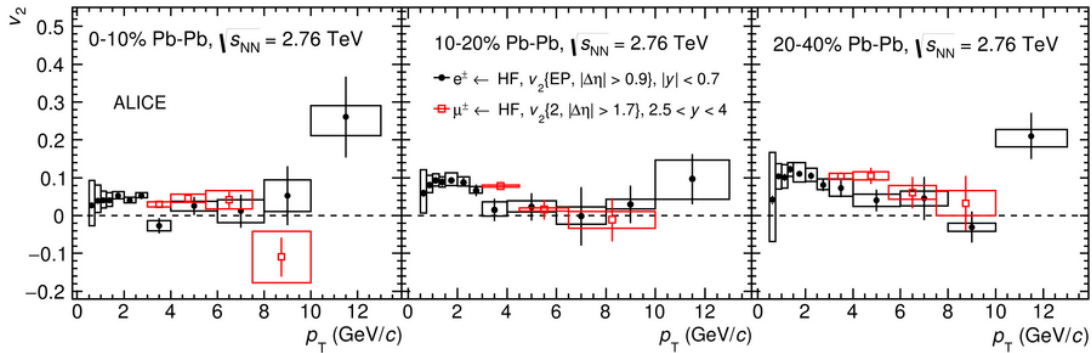 v₂
0.5
0.4
0.3
0.2
0.1
0
−0.1
−0.2
0-10% Pb-Pb, √sNN = 2.76 TeV
ALICE
2 4 6 8 10 12
pT (GeV/c)
10-20% Pb-Pb, √sNN = 2.76 TeV
e± ← HF, v₂{EP, |Δη| > 0.9}, |y| < 0.7
μ± ← HF, v₂{2, |Δη| > 1.7}, 2.5 < y < 4
2 4 6 8 10 12
pT (GeV/c)
20-40% Pb-Pb, √sNN = 2.76 TeV
2 4 6 8 10 12
pT (GeV/c)